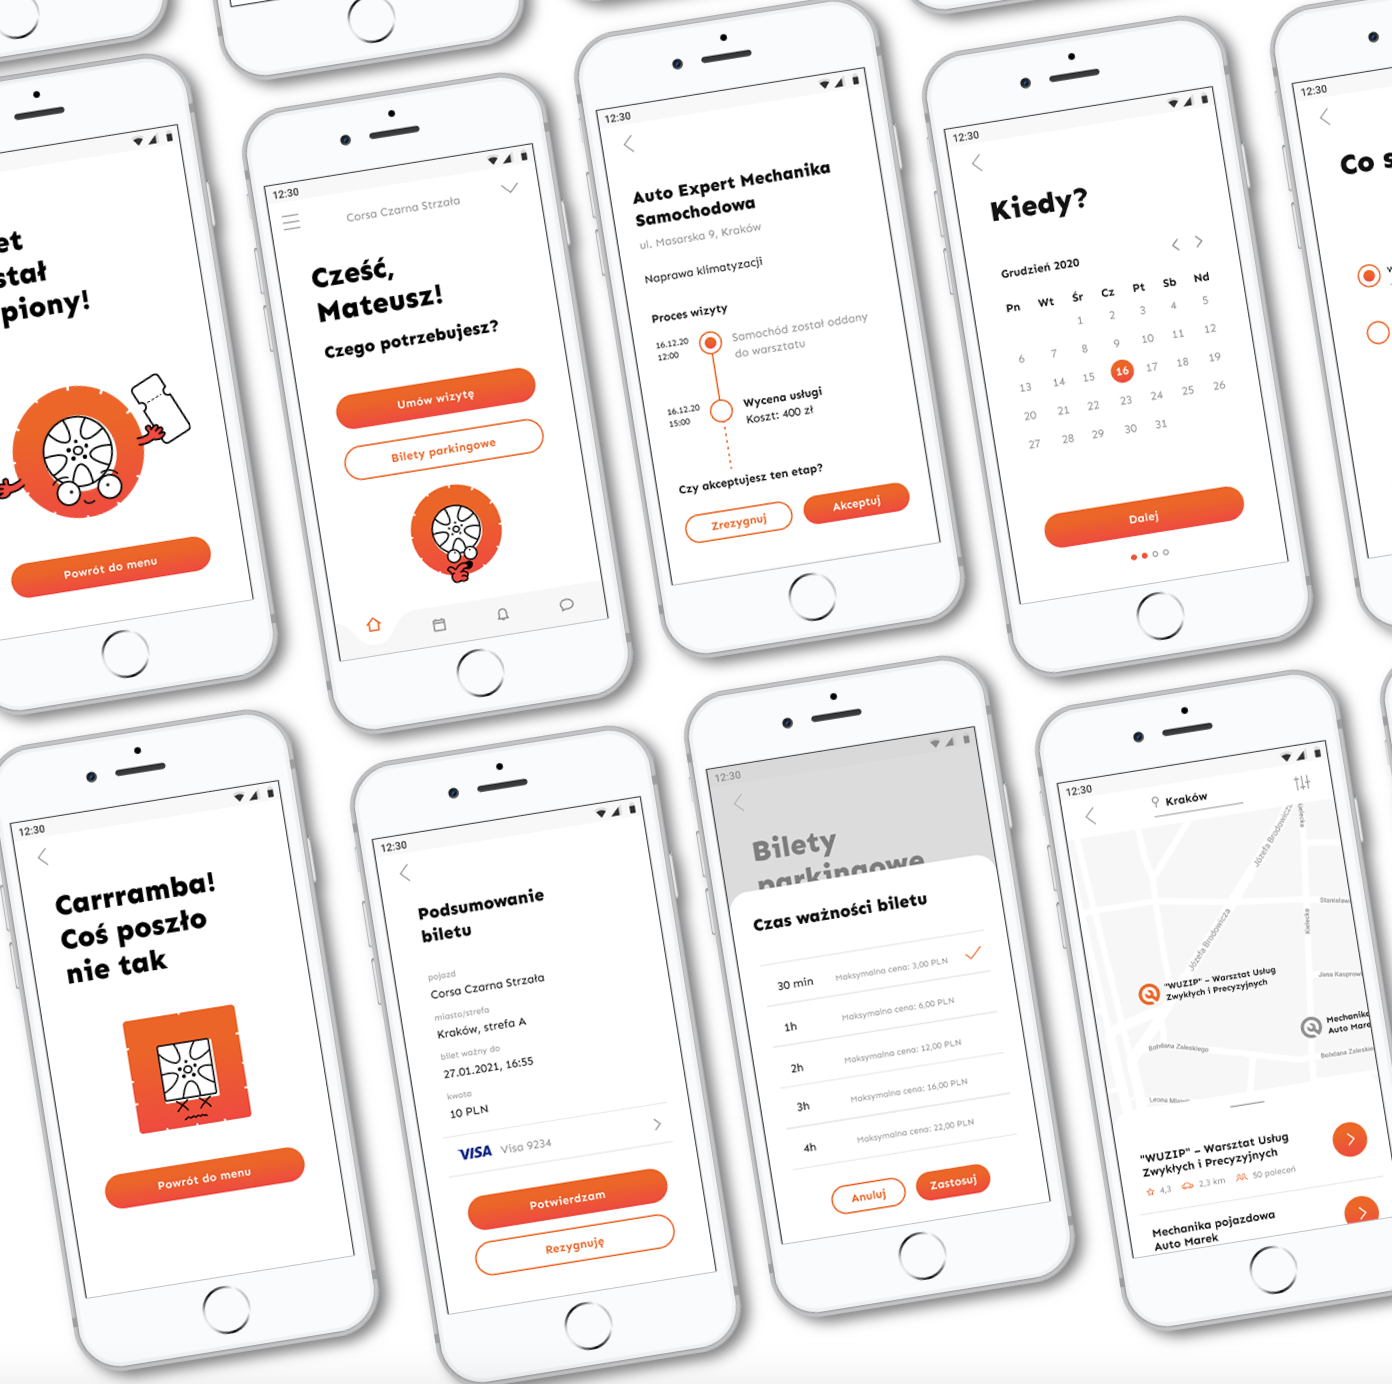 piony!
Powrót do menu
12:30
Corsa Czarna Strzała
Cześć,
Mateusz!
Czego potrzebujesz?
Umów wizytę
Bilety parkingowe
12:30
Auto Expert Mechanika
Samochodowa
ul. Masarska 9, Kraków
Naprawa klimatyzacji
Proces wizyty
16.12.20
12:00
Samochód został oddany
do warsztatu
16.12.20
15:00
Wycena usługi
Koszt: 400 zł
Czy akceptujesz ten etap?
Zrezygnuj
Akceptuj
12:30
Kiedy?
Grudzień 2020
Pn Wt Śr Cz Pt Sb Nd
1 2 3 4 5
6 7 8 9 10 11 12
13 14 15 16 17 18 19
20 21 22 23 24 25 26
27 28 29 30 31
Dalej
12:30
Co s
12:30
Carrramba!
Coś poszło
nie tak
Powrót do menu
12:30
Podsumowanie
biletu
pojazd
Corsa Czarna Strzała
miasto/strefa
Kraków, strefa A
bilet ważny do
27.01.2021, 16:55
kwota
10 PLN
VISA Visa 9234
Potwierdzam
Rezygnuję
12:30
Bilety
parkingowe
Czas ważności biletu
30 min Maksymalna cena: 3,00 PLN
1h Maksymalna cena: 6,00 PLN
2h Maksymalna cena: 12,00 PLN
3h Maksymalna cena: 16,00 PLN
4h Maksymalna cena: 22,00 PLN
Anuluj
Zastosuj
12:30
Kraków
Józefa Brodowicza
Kielecka
Stanisław
Józefa Brodowicza
Kielecka
Jana Kasprow
"WUZIP" – Warsztat Usług
Zwykłych i Precyzyjnych
Mechanika
Auto Mare
Bohdana Zaleskiego
Bohdana Zaleskie
"WUZIP" – Warsztat Usług
Zwykłych i Precyzyjnych
4,3 2,3 km 50 poleceń
Mechanika pojazdowa
Auto Marek